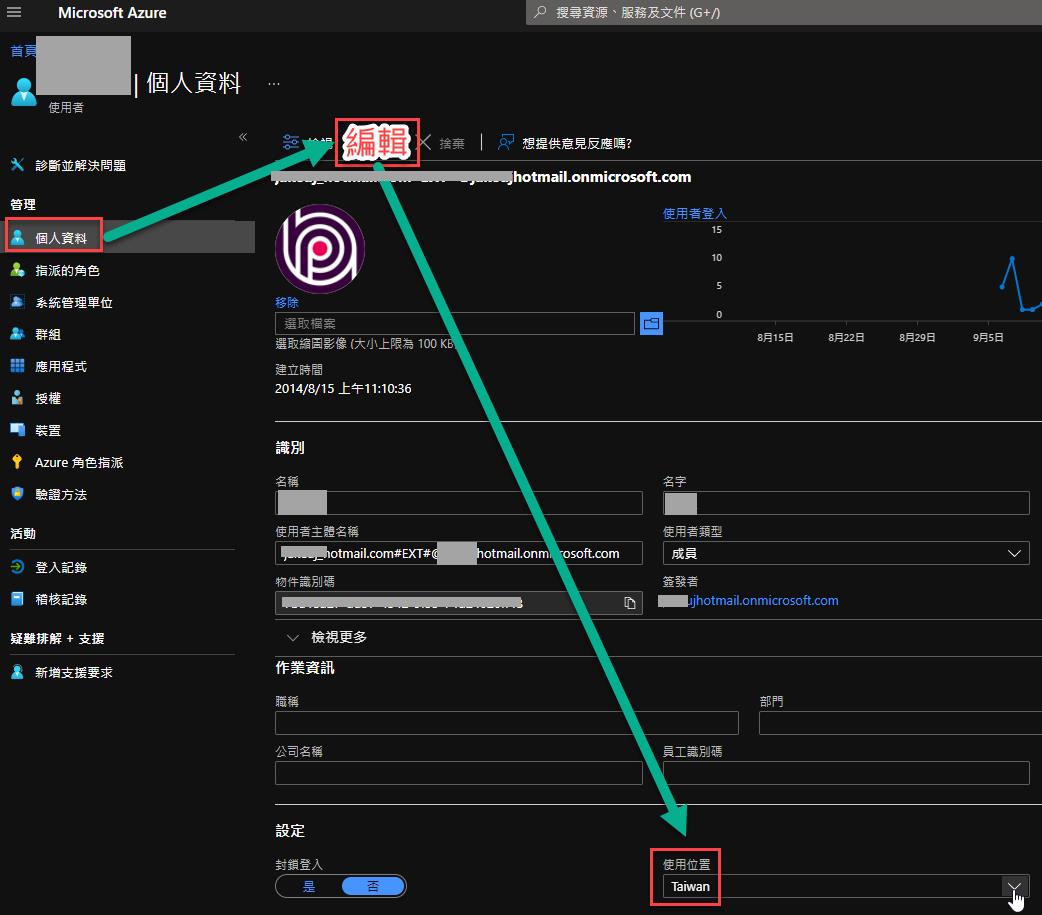 Microsoft Azure
搜尋資源、服務及文件 (G+/)
首頁
| 個人資料
...
使用者
編輯
捨棄
想提供意見反應嗎?
hotmail.onmicrosoft.com
診斷並解決問題
管理
個人資料
指派的角色
系統管理單位
群組
應用程式
授權
裝置
Azure 角色指派
驗證方法
活動
登入記錄
稽核記錄
疑難排解 + 支援
新增支援要求
移除
選取檔案
選取縮圖影像 (大小上限為 100 KB
建立時間
2014/8/15 上午11:10:36
使用者登入
15
10
5
0
8月15日
8月22日
8月29日
9月5日
識別
名稱
名字
使用者主體名稱
使用者類型
hotmail.com#EXT#@
hotmail.onmicrosoft.com
成員
物件識別碼
簽發者
ujhotmail.onmicrosoft.com
檢視更多
作業資訊
職稱
部門
公司名稱
員工識別碼
設定
封鎖登入
使用位置
是
否
Taiwan